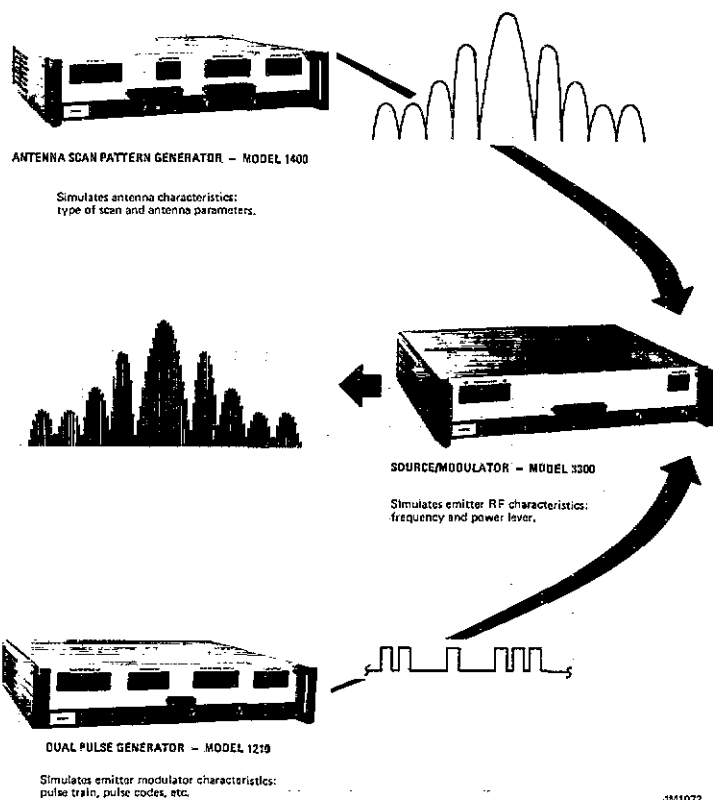 ANTENNA SCAN PATTERN GENERATOR – MODEL 1400
Simulates antenna characteristics:
type of scan and antenna parameters.
SOURCE/MODULATOR – MODEL 3300
Simulates emitter RF characteristics:
frequency and power lever.
DUAL PULSE GENERATOR – MODEL 1210
Simulates emitter modulator characteristics:
pulse train, pulse codes, etc.